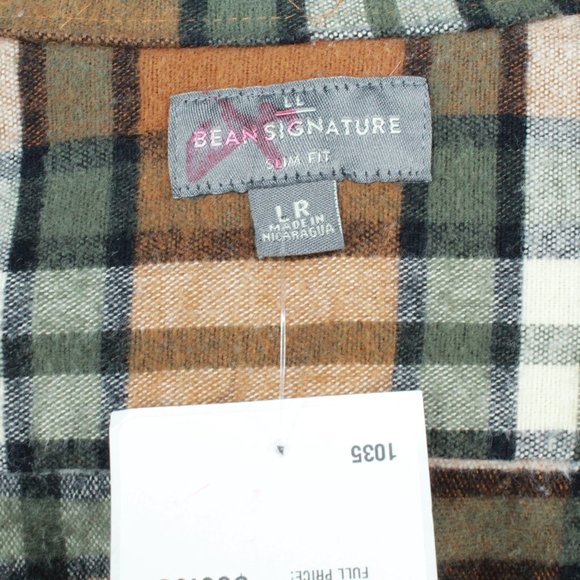 LL
BEAN SIGNATURE
SLIM FIT
LR
MADE IN
NICARAGUA
1035
FULL PRICE: